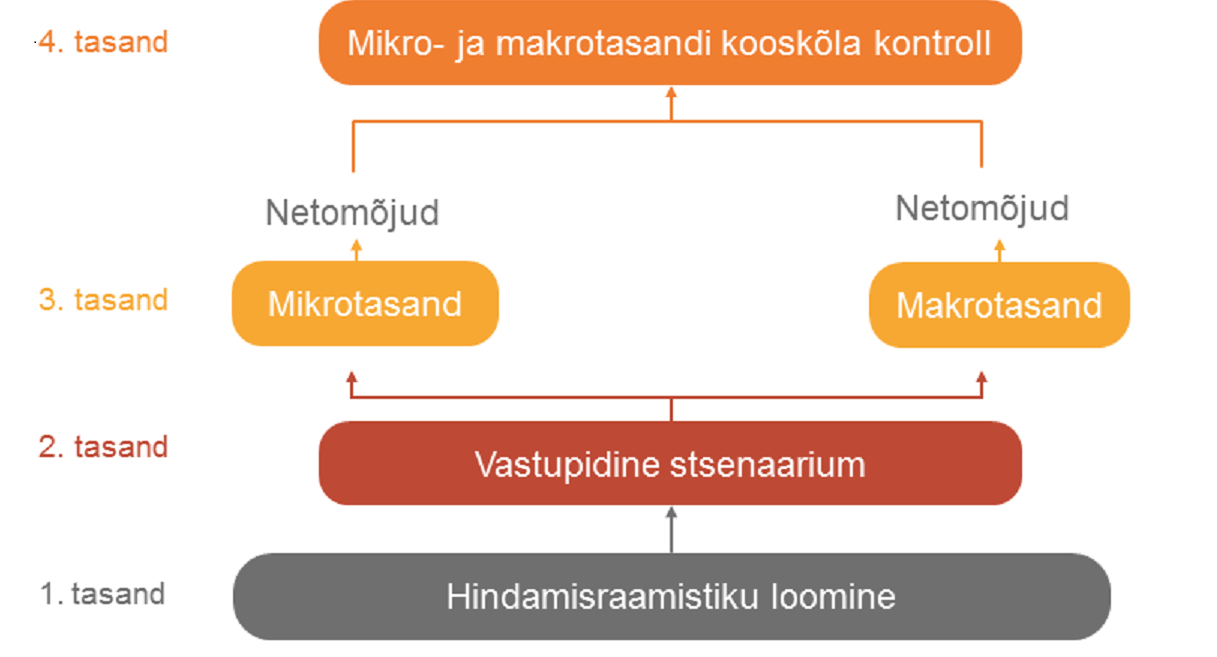 4. tasand
Mikro- ja makrotasandi kooskõla kontroll
Netomõjud
Netomõjud
3. tasand
Mikrotasand
Makrotasand
2. tasand
Vastupidine stsenaarium
1. tasand
Hindamisraamistiku loomine